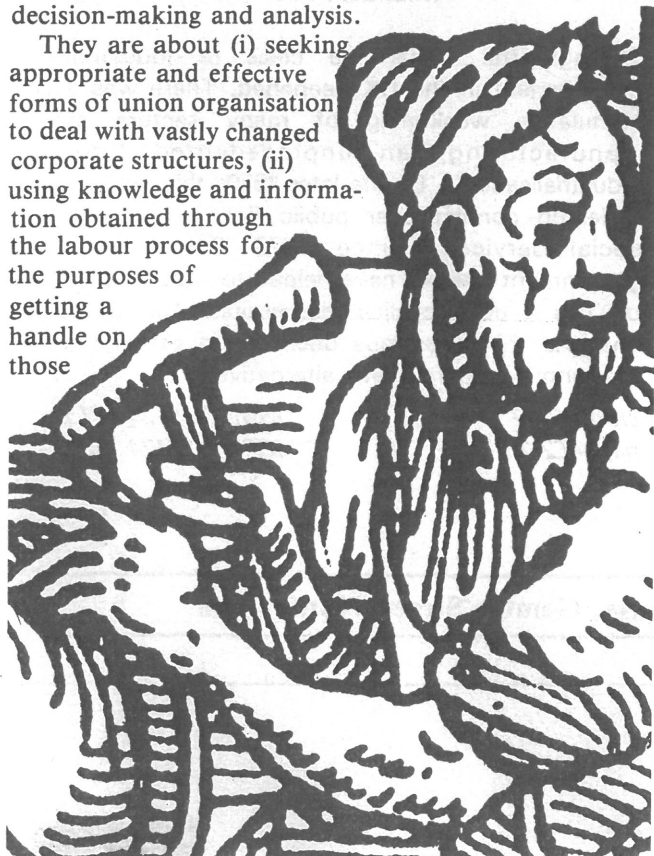 decision-making and analysis.
They are about (i) seeking
appropriate and effective
forms of union organisation
to deal with vastly changed
corporate structures, (ii)
using knowledge and informa-
tion obtained through
the labour process for
the purposes of
getting a
handle on
those